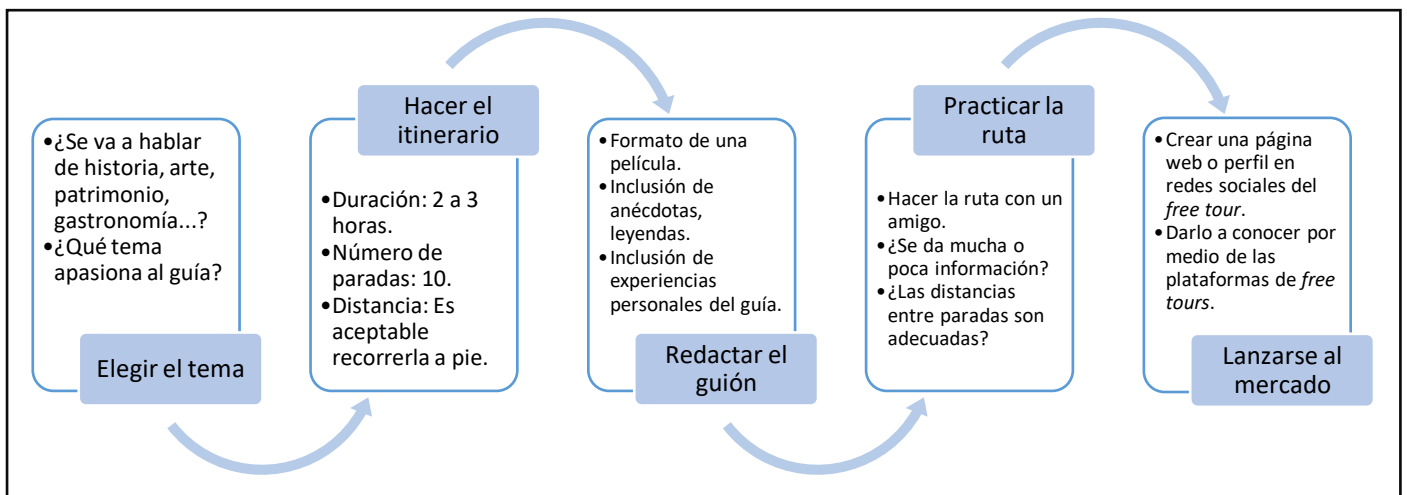 •¿Se va a hablar
de historia, arte,
patrimonio,
gastronomía...?
•¿Qué tema
apasiona al guía?
Elegir el tema
Hacer el
itinerario
•Duración: 2 a 3
horas.
•Número de
paradas: 10.
•Distancia: Es
aceptable
recorrerla a pie.
•Formato de una
película.
•Inclusión de
anécdotas,
leyendas.
•Inclusión de
experiencias
personales del guía.
Redactar el
guión
Practicar la
ruta
•Hacer la ruta con un
amigo.
•¿Se da mucha o
poca información?
•¿Las distancias
entre paradas son
adecuadas?
•Crear una página
web o perfil en
redes sociales del
free tour.
•Darlo a conocer por
medio de las
plataformas de free
tours.
Lanzarse al
mercado